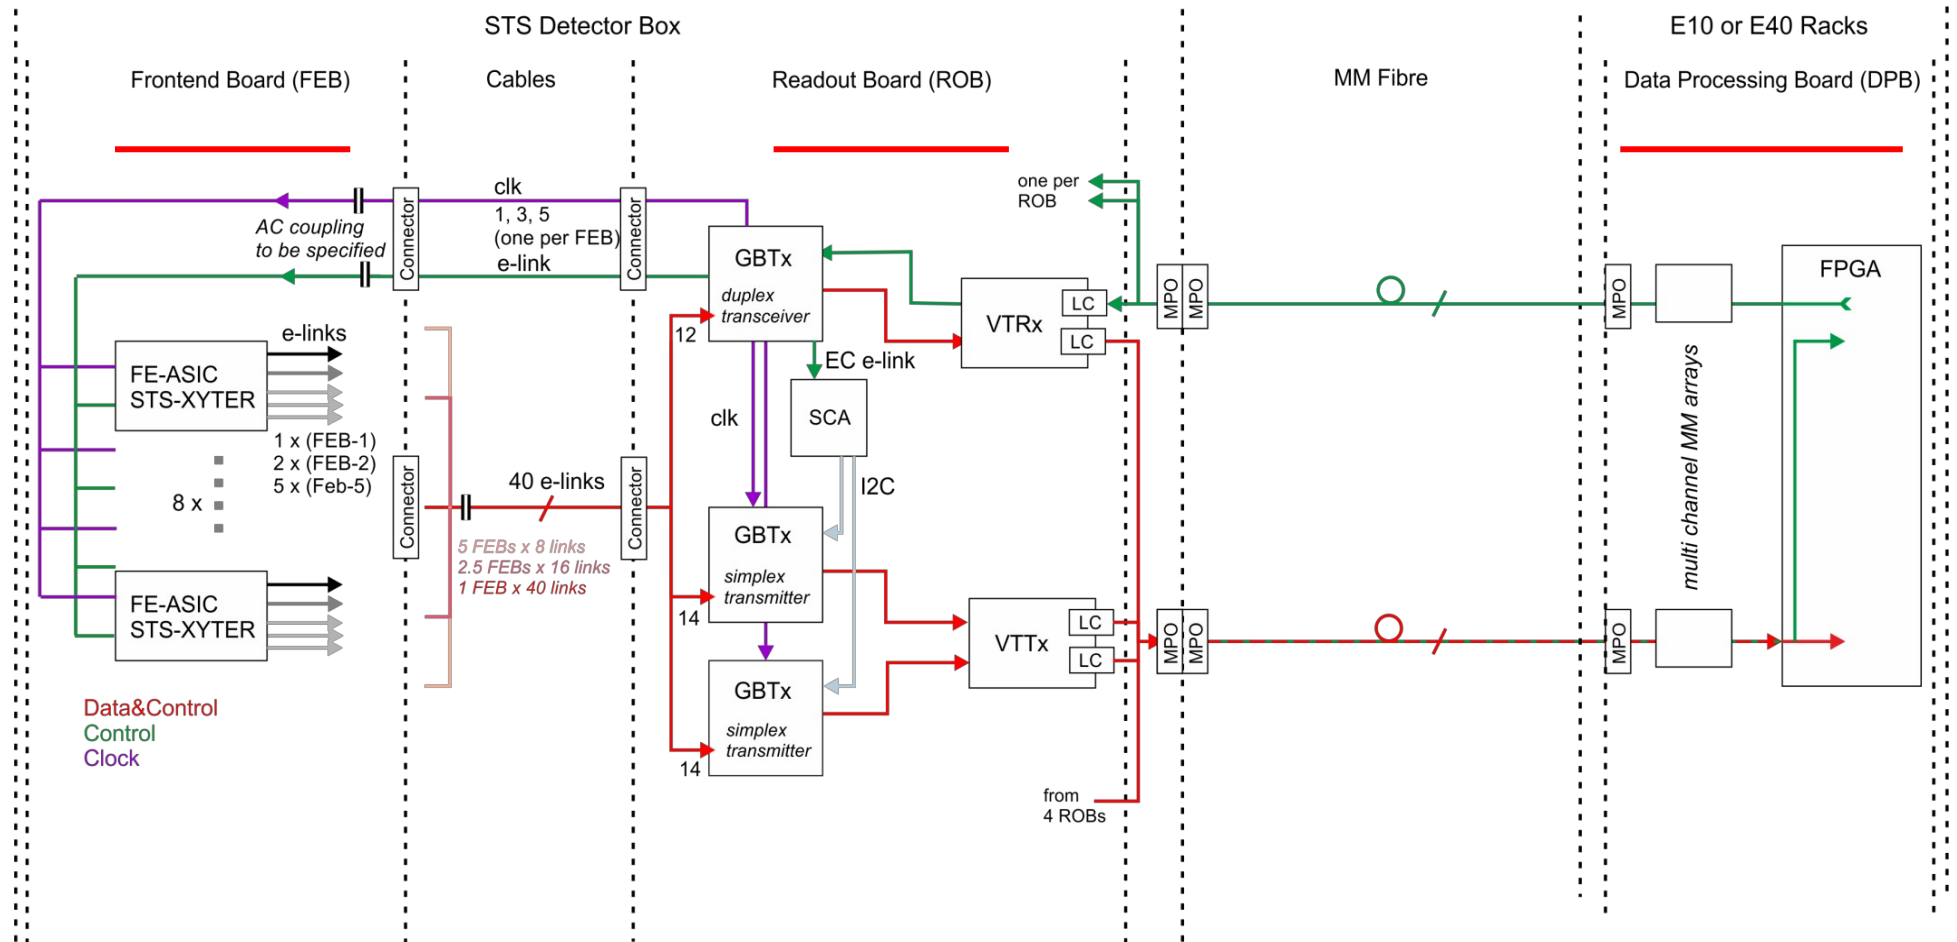 STS Detector Box
E10 or E40 Racks
Frontend Board (FEB)
Cables
Readout Board (ROB)
MM Fibre
Data Processing Board (DPB)
clk
1, 3, 5
(one per FEB)
e-link
AC coupling
to be specified
Connector
Connector
one per
ROB
GBTx
duplex
transceiver
12
VTRx
LC
LC
MPO
MPO
MPO
FPGA
e-links
FE-ASIC
STS-XYTER
1 x (FEB-1)
2 x (FEB-2)
5 x (Feb-5)
8 x
FE-ASIC
STS-XYTER
Connector
40 e-links
5 FEBs x 8 links
2.5 FEBs x 16 links
1 FEB x 40 links
Connector
EC e-link
clk
SCA
I2C
GBTx
simplex
transmitter
14
GBTx
simplex
transmitter
14
VTTx
LC
LC
MPO
MPO
MPO
multi channel MM arrays
from
4 ROBs
Data&Control
Control
Clock